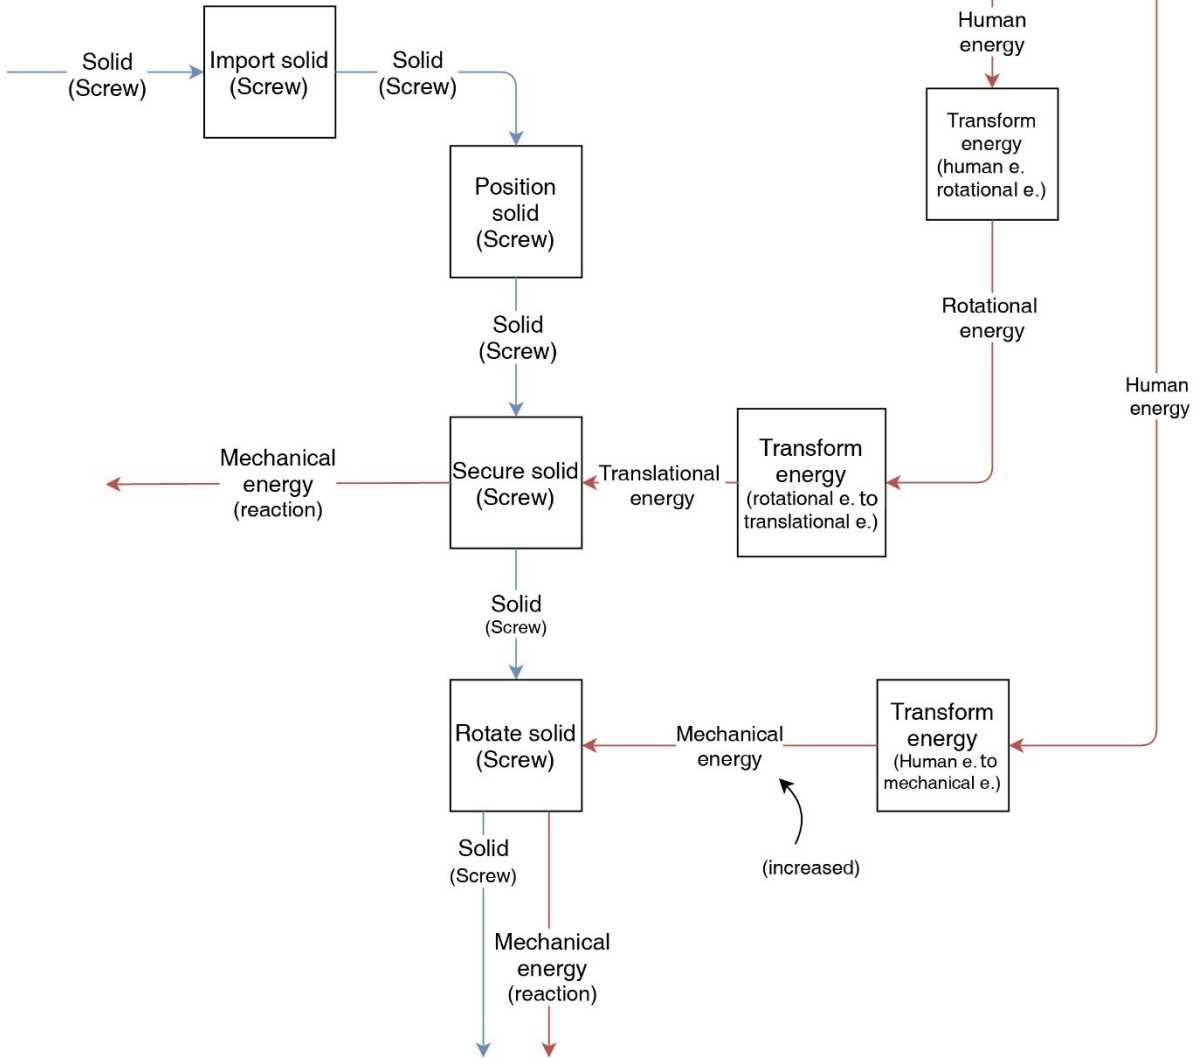 Solid
(Screw)
Import solid
(Screw)
Solid
(Screw)
Human
energy
Transform
energy
(human e.
rotational e.)
Position
solid
(Screw)
Rotational
energy
Solid
(Screw)
Human
energy
Mechanical
energy
(reaction)
Secure solid
(Screw)
Translational
energy
Transform
energy
(rotational e. to
translational e.)
Solid
(Screw)
Rotate solid
(Screw)
Mechanical
energy
Transform
energy
(Human e. to
mechanical e.)
(increased)
Solid
(Screw)
Mechanical
energy
(reaction)